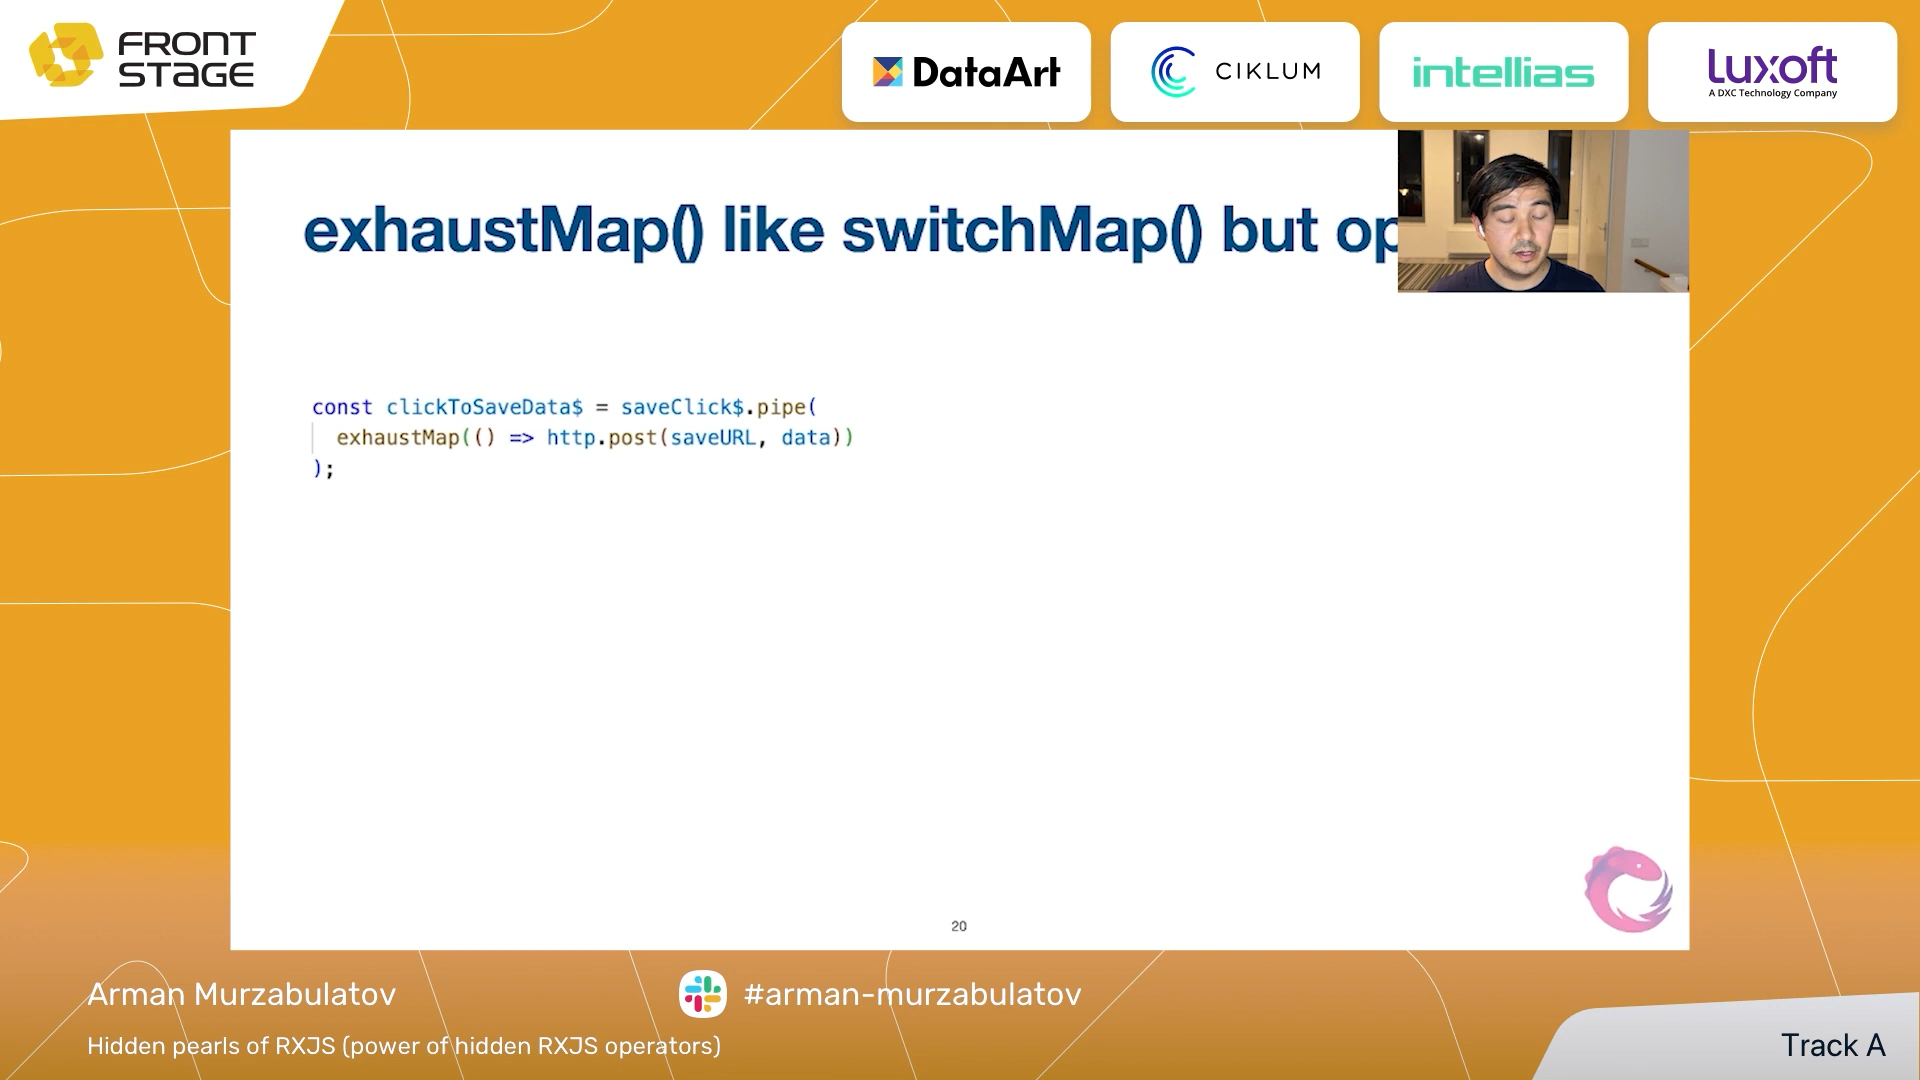 FRONT
STAGE
DataArt
CIKLUM
intellias
Luxoft
A DXC Technology Company
exhaustMap() like switchMap() but op
const clickToSaveData$ = saveClick$.pipe(
exhaustMap(() => http.post(saveURL, data))
);
20
Arman Murzabulatov
#arman-murzabulatov
Hidden pearls of RXJS (power of hidden RXJS operators)
Track A